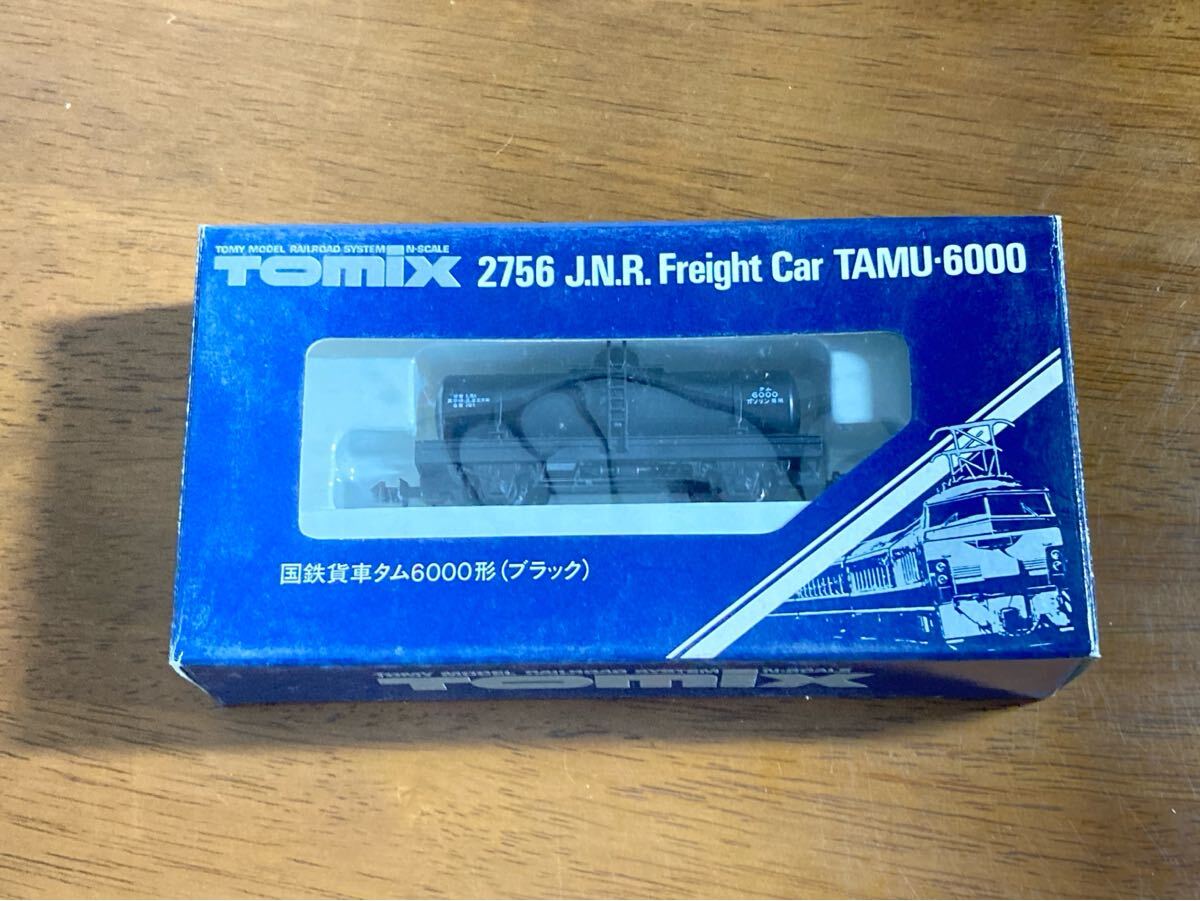 TOMY MODEL RAILROAD SYSTEM N-SCALE
TOMIX 2756 J.N.R. Freight Car TAMU·6000
タム
6000
ガソリン専用
国鉄貨車タム6000形(ブラック)
TOMY MODEL RAILROAD SYSTEM N-SCALE
TOMIX